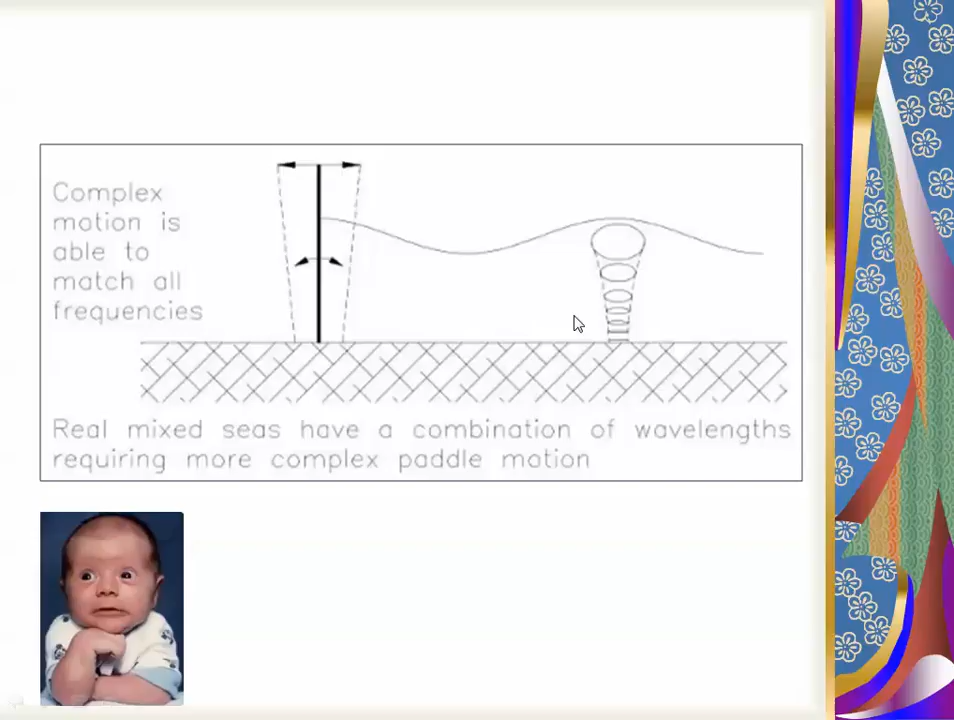 Complex
motion is
able to
match all
frequencies
Real mixed seas have a combination of wavelengths
requiring more complex paddle motion